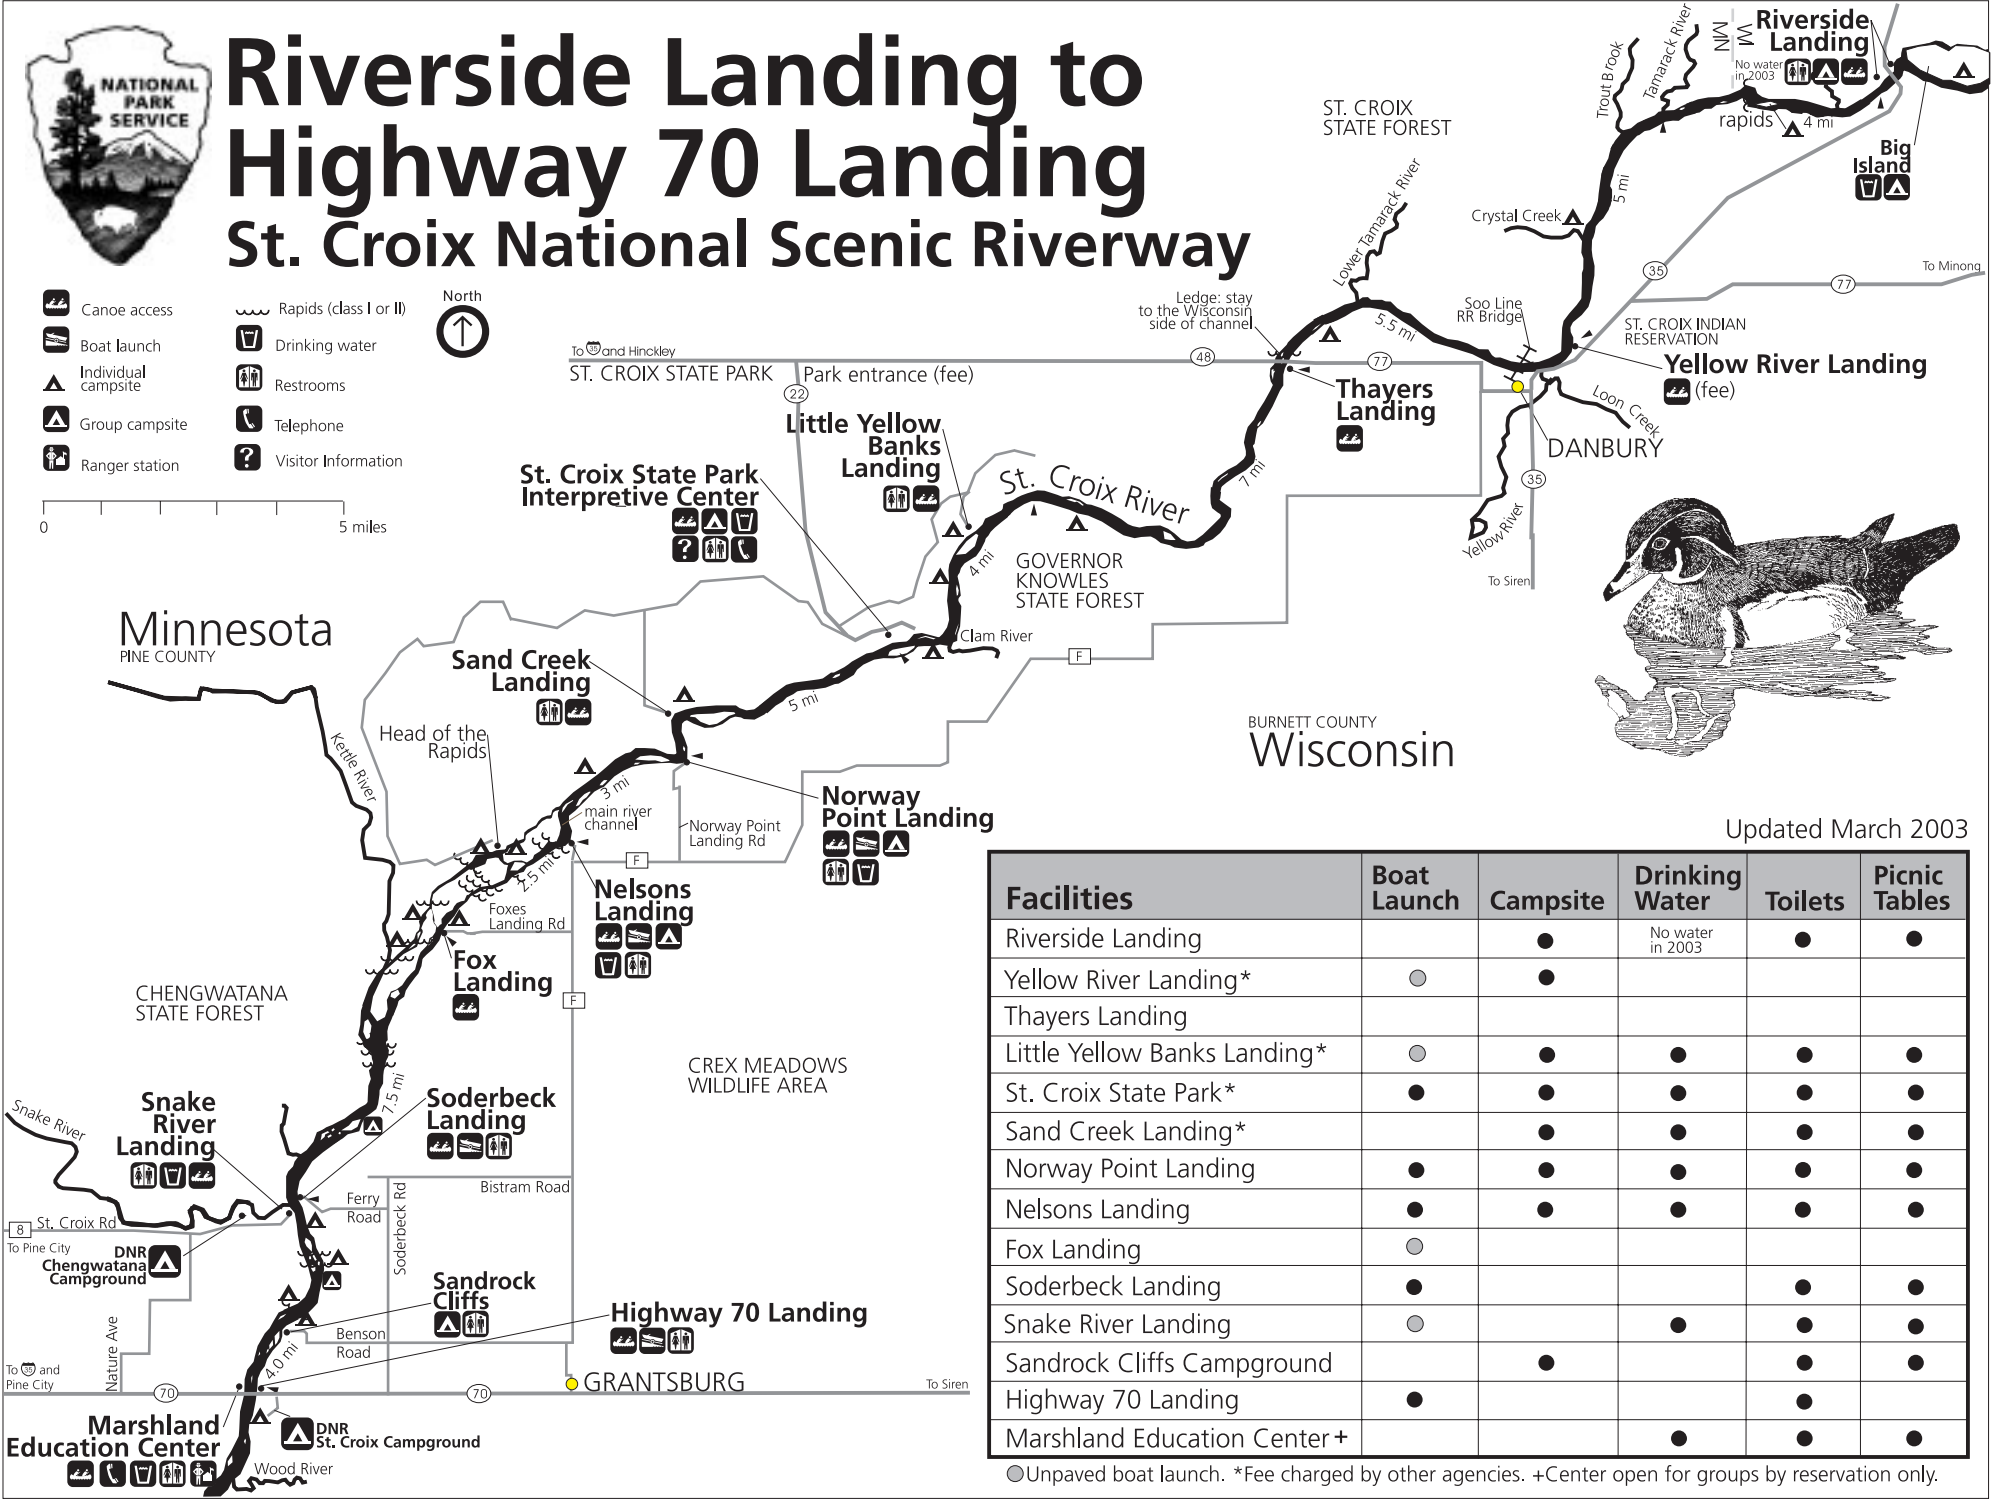 NATIONAL
PARK
SERVICE
Riverside Landing to
Highway 70 Landing
St. Croix National Scenic Riverway
Canoe access
Boat launch
Individual
campsite
Group campsite
Ranger station
Rapids (class I or II)
Drinking water
Restrooms
Telephone
? Visitor Information
North
0
5 miles
Trout Brook
Tamarack River
MN
WI
Riverside
Landing
No water
in 2003
rapids
4 mi
Big
Island
ST. CROIX
STATE FOREST
Lower Tamarack River
Crystal Creek
5 mi
35
77
To Minong
Ledge: stay
to the Wisconsin
side of channel
5.5 mi
Soo Line
RR Bridge
ST. CROIX INDIAN
RESERVATION
Yellow River Landing
(fee)
To 35 and Hinckley
48
77
ST. CROIX STATE PARK
Park entrance (fee)
22
Thayers
Landing
Loon Creek
DANBURY
35
Yellow River
To Siren
Little Yellow
Banks
Landing
St. Croix State Park
Interpretive Center
?
St. Croix River
7 mi
4 mi
GOVERNOR
KNOWLES
STATE FOREST
Clam River
F
Minnesota
PINE COUNTY
Sand Creek
Landing
5 mi
Head of the
Rapids
Kettle River
3 mi
main river
channel
Norway Point
Landing Rd
Norway
Point Landing
BURNETT COUNTY
Wisconsin
F
2.5 mi
Nelsons
Landing
Foxes
Landing Rd
Fox
Landing
F
CHENGWATANA
STATE FOREST
CREX MEADOWS
WILDLIFE AREA
7.5 mi
Snake River
Snake
River
Landing
Soderbeck
Landing
Ferry
Road
Bistram Road
Soderbeck Rd
8
St. Croix Rd
To Pine City
DNR
Chengwatana
Campground
Sandrock
Cliffs
Highway 70 Landing
Nature Ave
Benson
Road
4.0 mi
To 35 and
Pine City
70
70
GRANTSBURG
To Siren
Marshland
Education Center
DNR
St. Croix Campground
Wood River
Updated March 2003
Facilities Boat Launch Campsite Drinking Water Toilets Picnic Tables
Riverside Landing No water in 2003
Yellow River Landing*
Thayers Landing
Little Yellow Banks Landing*
St. Croix State Park*
Sand Creek Landing*
Norway Point Landing
Nelsons Landing
Fox Landing
Soderbeck Landing
Snake River Landing
Sandrock Cliffs Campground
Highway 70 Landing
Marshland Education Center+
Unpaved boat launch. *Fee charged by other agencies. +Center open for groups by reservation only.